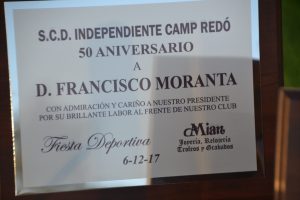 S.C.D. INDEPENDIENTE CAMP REDÓ
50 ANIVERSARIO
A
D. FRANCISCO MORANTA
CON ADMIRACIÓN Y CARIÑO A NUESTRO PRESIDENTE
POR SU BRILLANTE LABOR AL FRENTE DE NUESTRO CLUB
Fiesta Deportiva
6-12-17
Mian
Joyería, Relojería
Trofeos y Grabados